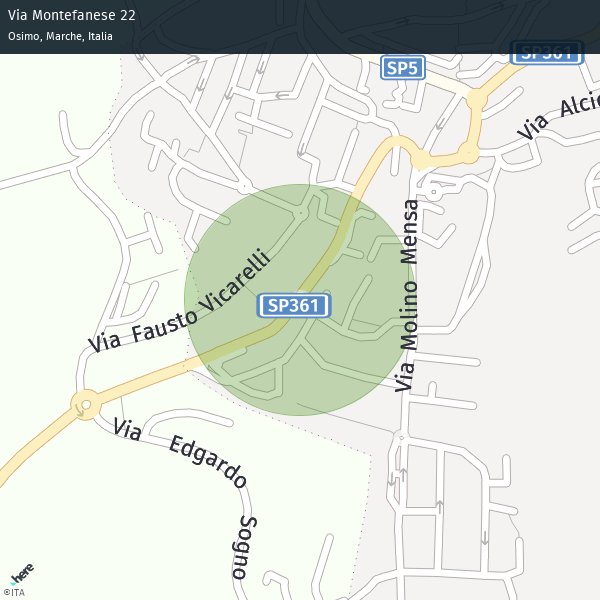 Via Montefanese 22
Osimo, Marche, Italia
SP5
SP361
Via Alcic
Via Molino Mensa
Via Fausto Vicarelli
SP361
Via Edgardo Sogno
here
©ITA